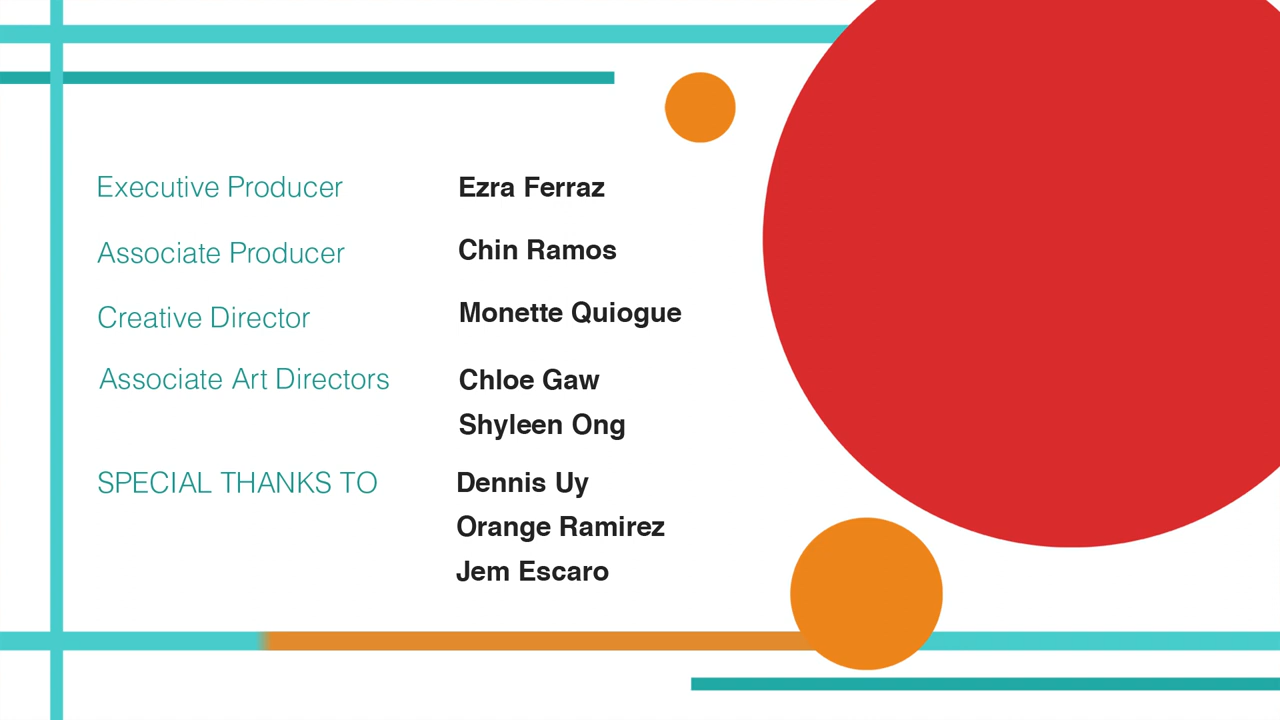 Executive Producer Ezra Ferraz
Associate Producer Chin Ramos
Creative Director Monette Quiogue
Associate Art Directors Chloe Gaw
Shyleen Ong
SPECIAL THANKS TO Dennis Uy
Orange Ramirez
Jem Escaro